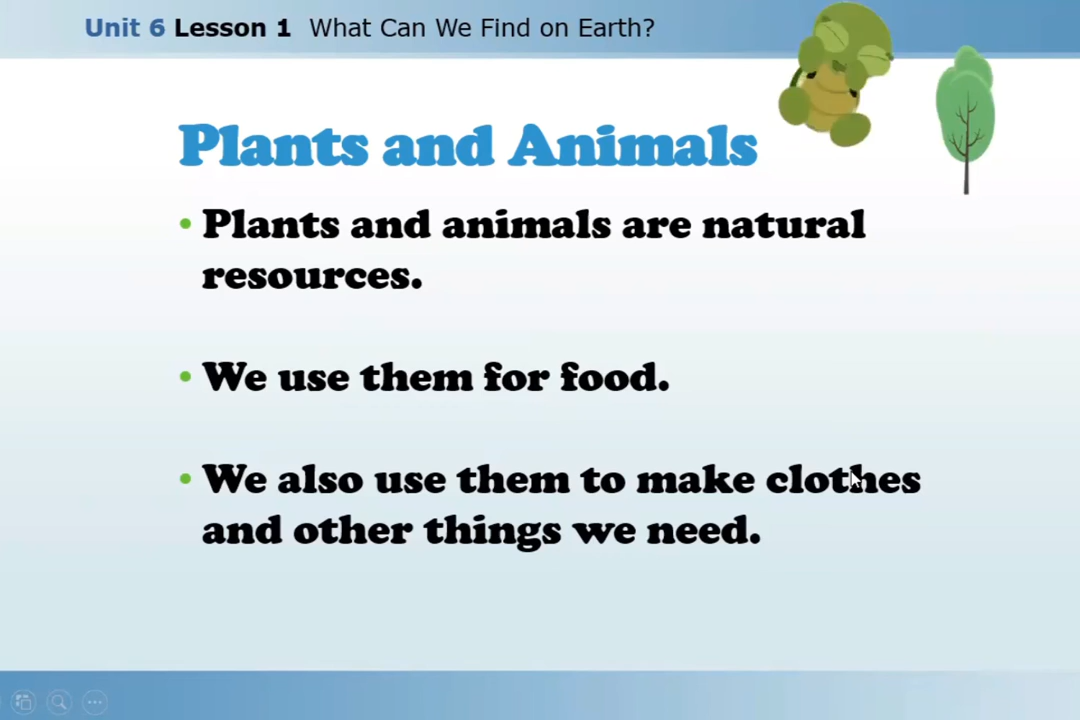 Unit 6 Lesson 1 What Can We Find on Earth?
Plants and Animals
• Plants and animals are natural
resources.
• We use them for food.
• We also use them to make clothes
and other things we need.